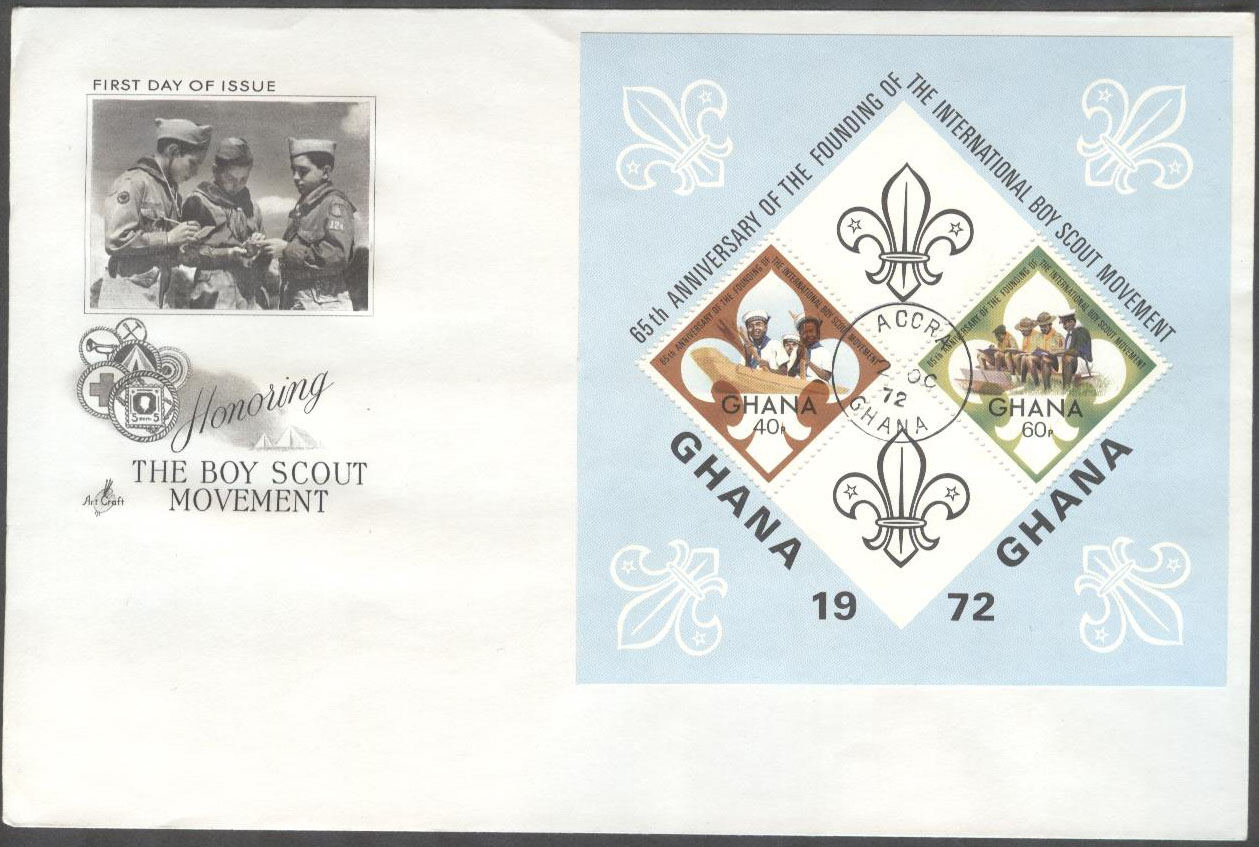 FIRST DAY OF ISSUE
Honoring
THE BOY SCOUT
MOVEMENT
Art Craft
65th ANNIVERSARY OF THE FOUNDING OF
THE INTERNATIONAL BOY SCOUT MOVEMENT
65th ANNIVERSARY OF THE FOUNDING OF
THE INTERNATIONAL BOY SCOUT MOVEMENT
GHANA
40P
ACCRA
OC
72
GHANA
65th ANNIVERSARY OF THE FOUNDING OF
THE INTERNATIONAL BOY SCOUT MOVEMENT
GHANA
60P
GHANA
GHANA
19 72